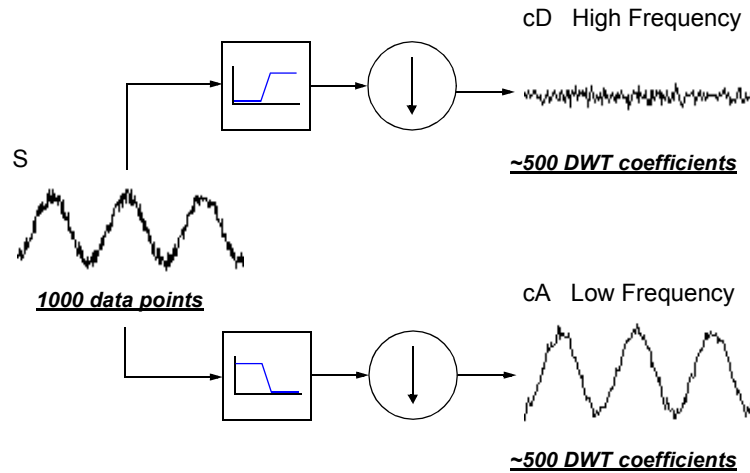 cD High Frequency
~500 DWT coefficients
S
1000 data points
cA Low Frequency
~500 DWT coefficients